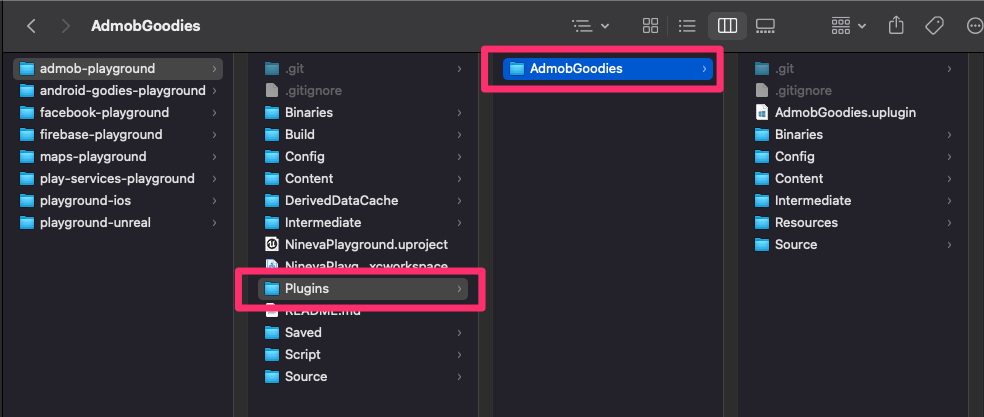 AdmobGoodies
admob-playground
android-godies-playground
facebook-playground
firebase-playground
maps-playground
play-services-playground
playground-ios
playground-unreal
.git
.gitignore
Binaries
Build
Config
Content
DerivedDataCache
Intermediate
NinevaPlayground.uproject
NinevaPlayg...xcworkspace
Plugins
README.md
Saved
Script
Source
AdmobGoodies
.git
.gitignore
AdmobGoodies.uplugin
Binaries
Config
Content
Intermediate
Resources
Source